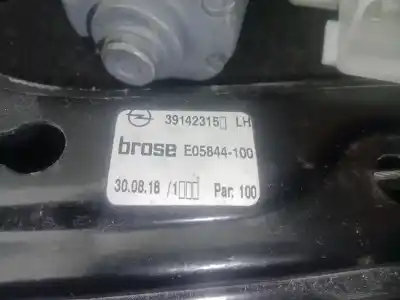 39142315▯ LH
brose E05844-100
30.08.18 /1▯▯▯ Par. 100